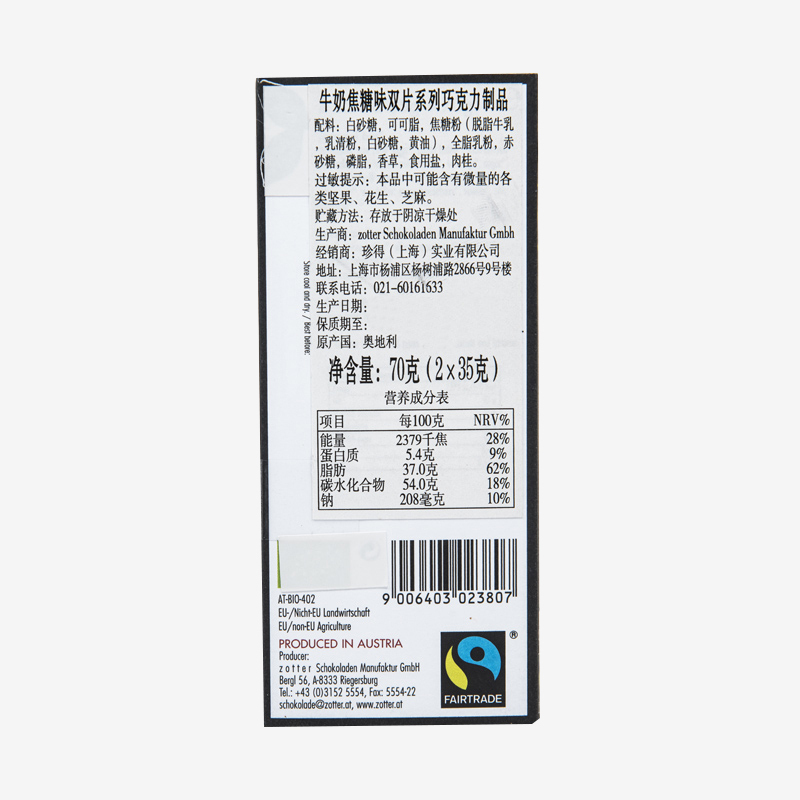 牛奶焦糖味双片系列巧克力制品
配料：白砂糖，可可脂，焦糖粉（脱脂牛乳
，乳清粉，白砂糖，黄油），全脂乳粉，赤
砂糖，磷脂，香草，食用盐，肉桂。
过敏提示：本品中可能含有微量的各
类坚果、花生、芝麻。
贮藏方法：存放于阴凉干燥处
生产商：zotter Schokoladen Manufaktur Gmbh
经销商：珍得（上海）实业有限公司
地址：上海市杨浦区杨树浦路2866号9号楼
联系电话：021-60161633
生产日期：
保质期至：
原产国：奥地利
净含量：70克（2×35克）
营养成分表
项目 每100克 NRV%
能量 2379千焦 28%
蛋白质 5.4克 9%
脂肪 37.0克 62%
碳水化合物 54.0克 18%
钠 208毫克 10%
Store cool and dry. / Best before:
9 006403 023807
AT-BIO-402
EU-/Nicht-EU Landwirtschaft
EU/non-EU Agriculture
PRODUCED IN AUSTRIA
Producer:
zotter Schokoladen Manufaktur GmbH
Bergl 56, A-8333 Riegersburg
Tel.: +43 (0)3152 5554, Fax: 5554-22
schokolade@zotter.at, www.zotter.at
®
FAIRTRADE